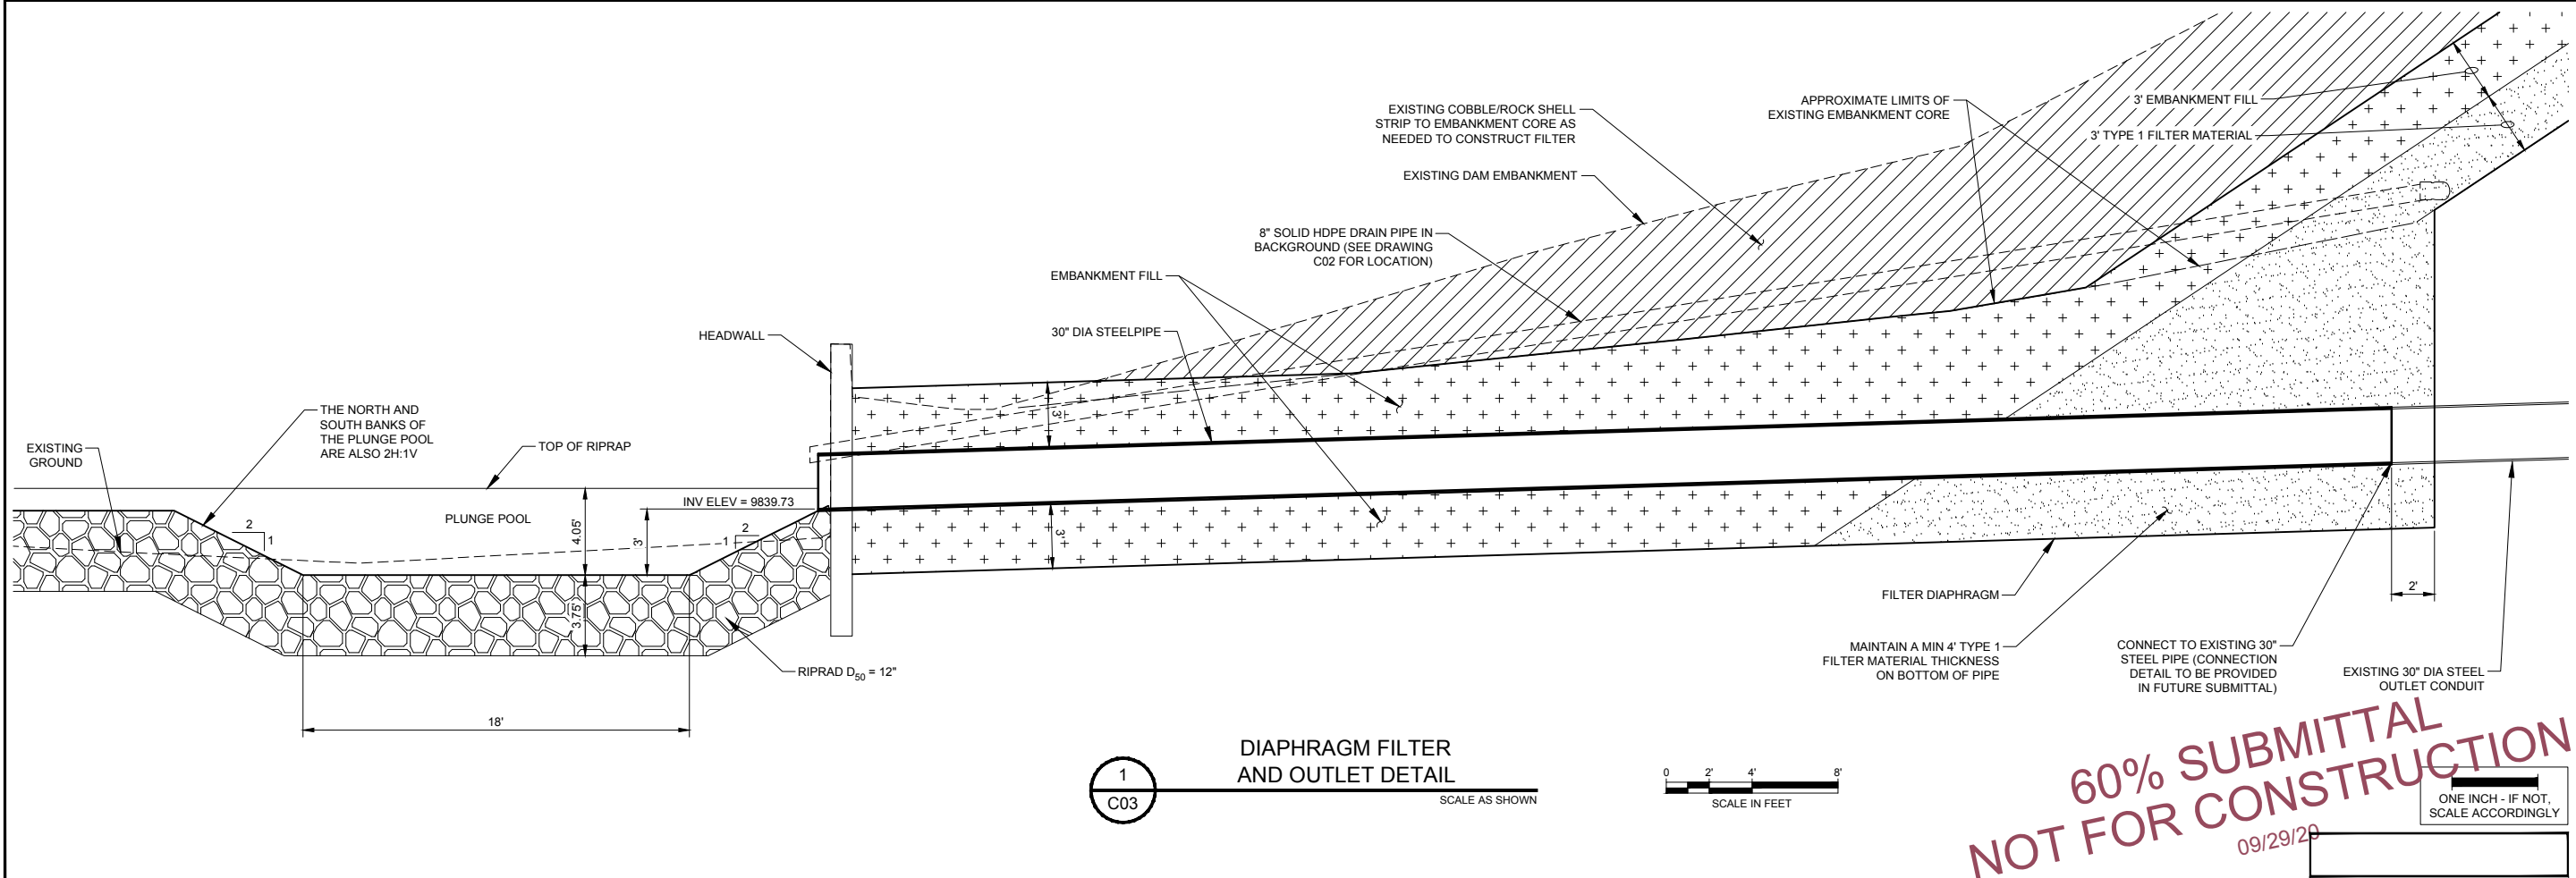 EXISTING COBBLE/ROCK SHELL
STRIP TO EMBANKMENT CORE AS
NEEDED TO CONSTRUCT FILTER
APPROXIMATE LIMITS OF
EXISTING EMBANKMENT CORE
3' EMBANKMENT FILL
3' TYPE 1 FILTER MATERIAL
EXISTING DAM EMBANKMENT
8" SOLID HDPE DRAIN PIPE IN
BACKGROUND (SEE DRAWING
C02 FOR LOCATION)
EMBANKMENT FILL
30" DIA STEELPIPE
HEADWALL
THE NORTH AND
SOUTH BANKS OF
THE PLUNGE POOL
ARE ALSO 2H:1V
EXISTING
GROUND
TOP OF RIPRAP
INV ELEV = 9839.73
PLUNGE POOL
2
1
4.05'
3'
2
1
3'
3'
3.75'
RIPRAD D50 = 12"
18'
FILTER DIAPHRAGM
2'
MAINTAIN A MIN 4' TYPE 1
FILTER MATERIAL THICKNESS
ON BOTTOM OF PIPE
CONNECT TO EXISTING 30"
STEEL PIPE (CONNECTION
DETAIL TO BE PROVIDED
IN FUTURE SUBMITTAL)
EXISTING 30" DIA STEEL
OUTLET CONDUIT
1
C03
DIAPHRAGM FILTER
AND OUTLET DETAIL
SCALE AS SHOWN
0 2' 4' 8'
SCALE IN FEET
60% SUBMITTAL
NOT FOR CONSTRUCTION
09/29/20
ONE INCH - IF NOT,
SCALE ACCORDINGLY